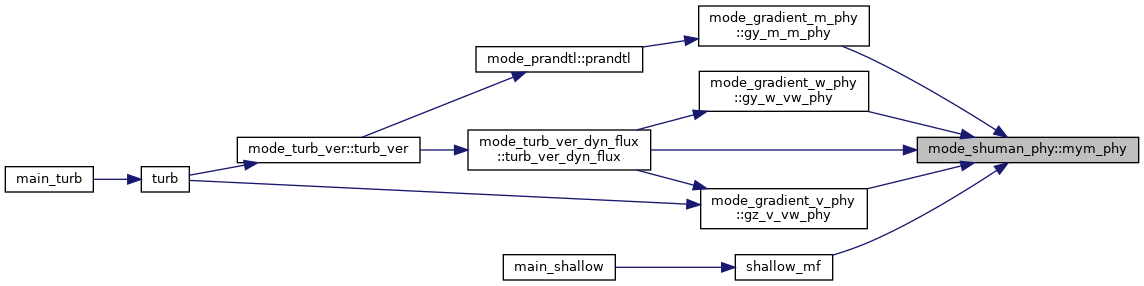 mode_gradient_m_phy
::gy_m_m_phy
mode_prandtl::prandtl
mode_gradient_w_phy
::gy_w_vw_phy
mode_turb_ver::turb_ver
mode_turb_ver_dyn_flux
::turb_ver_dyn_flux
mode_shuman_phy::mym_phy
main_turb
turb
mode_gradient_v_phy
::gz_v_vw_phy
main_shallow
shallow_mf